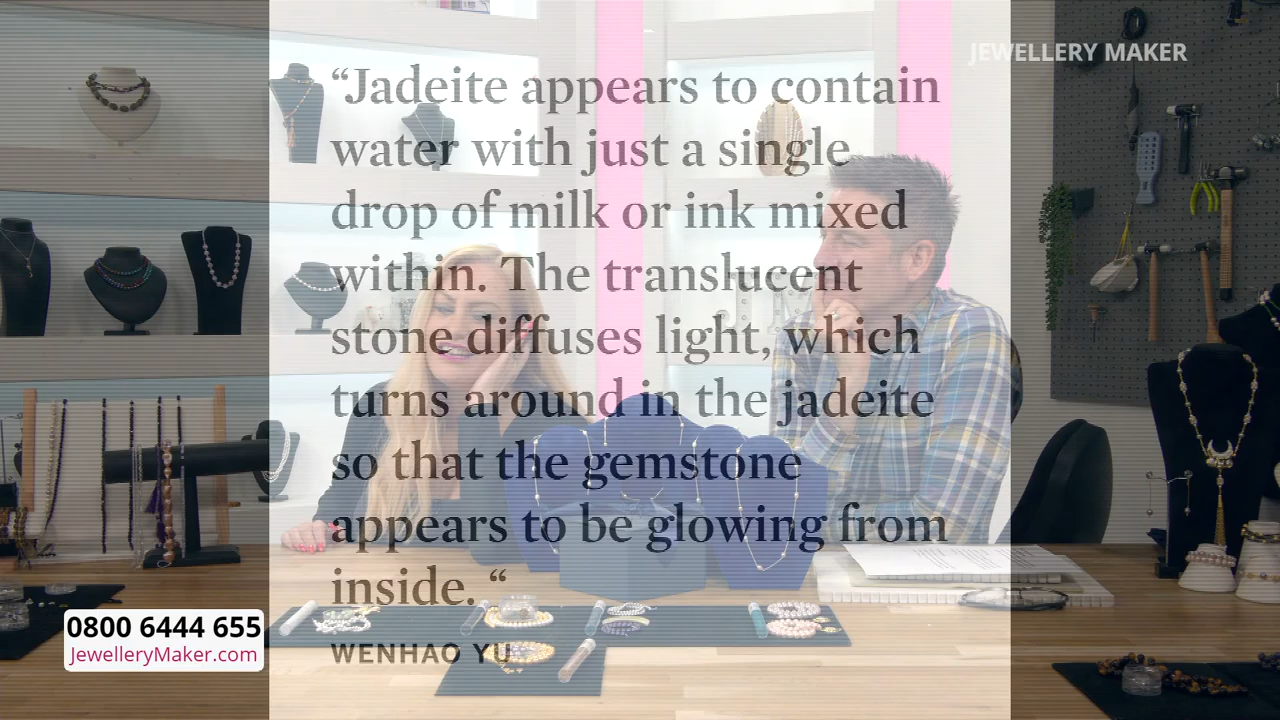 JEWELLERY MAKER
“Jadeite appears to contain
water with just a single
drop of milk or ink mixed
within. The translucent
stone diffuses light, which
turns around in the jadeite
so that the gemstone
appears to be glowing from
inside. “
WENHAO YU
0800 6444 655
JewelleryMaker.com